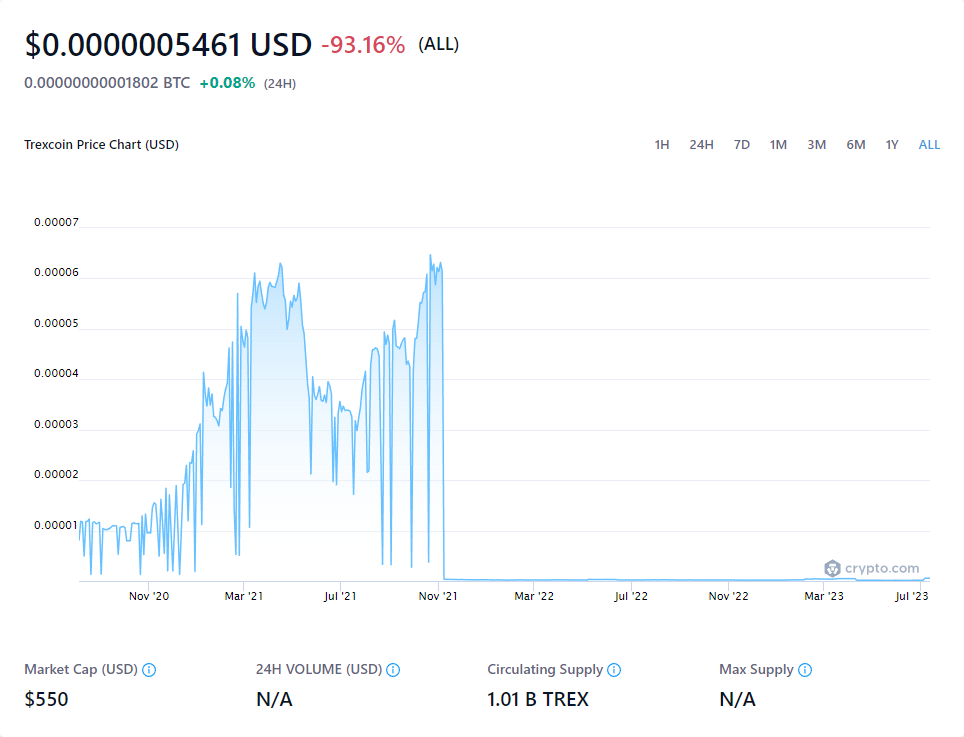 $0.0000005461 USD -93.16% (ALL)
0.00000000001802 BTC +0.08% (24H)
Trexcoin Price Chart (USD) 1H 24H 7D 1M 3M 6M 1Y ALL
0.00007
0.00006
0.00005
0.00004
0.00003
0.00002
0.00001
crypto.com
Nov '20 Mar '21 Jul '21 Nov '21 Mar '22 Jul '22 Nov '22 Mar '23 Jul '23
Market Cap (USD) 24H VOLUME (USD) Circulating Supply Max Supply
$550 N/A 1.01 B TREX N/A